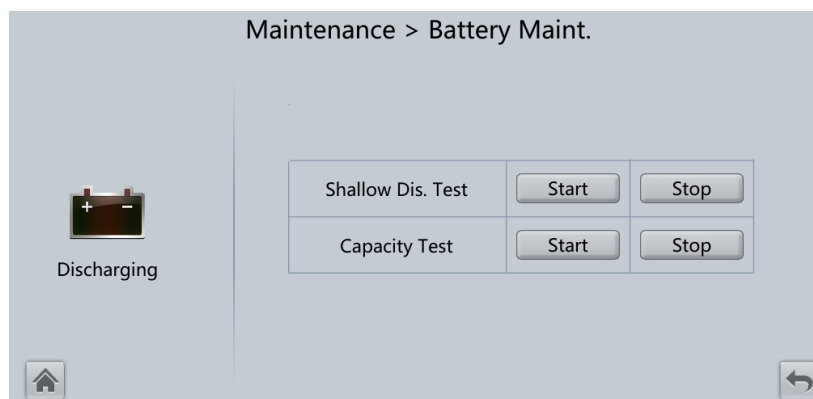 Maintenance > Battery Maint.
Shallow Dis. Test Start Stop
Capacity Test Start Stop
+ -
Discharging